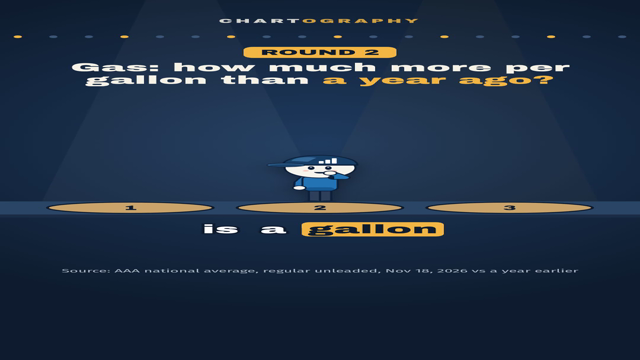 CHARTOGRAPHY
ROUND 2
Gas: how much more per
gallon than a year ago?
1 2 3
is a gallon
Source: AAA national average, regular unleaded, Nov 18, 2026 vs a year earlier